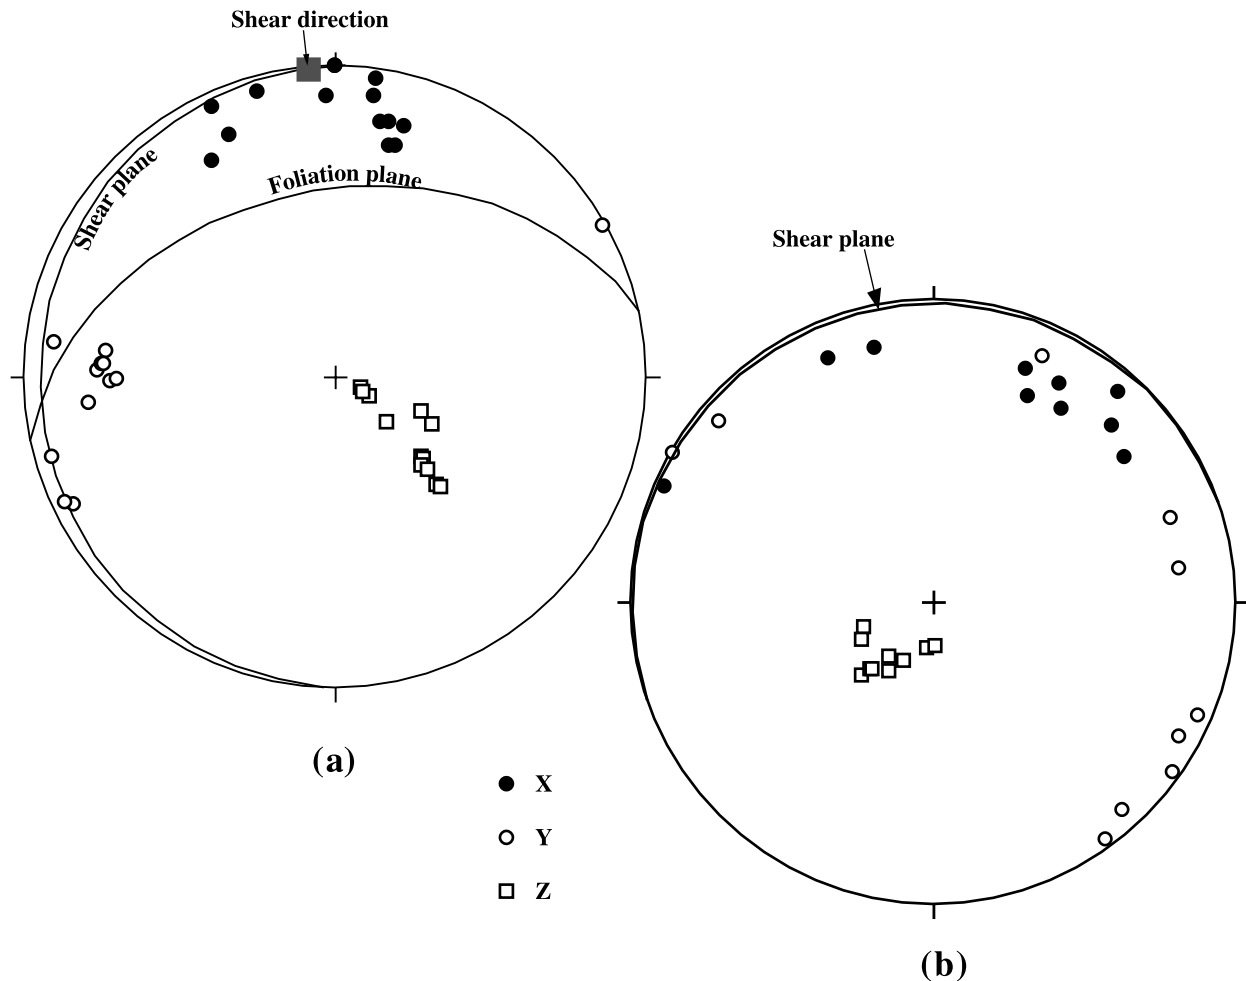 Shear direction
Shear plane
Foliation plane
Shear plane
(a)
X
Y
Z
(b)